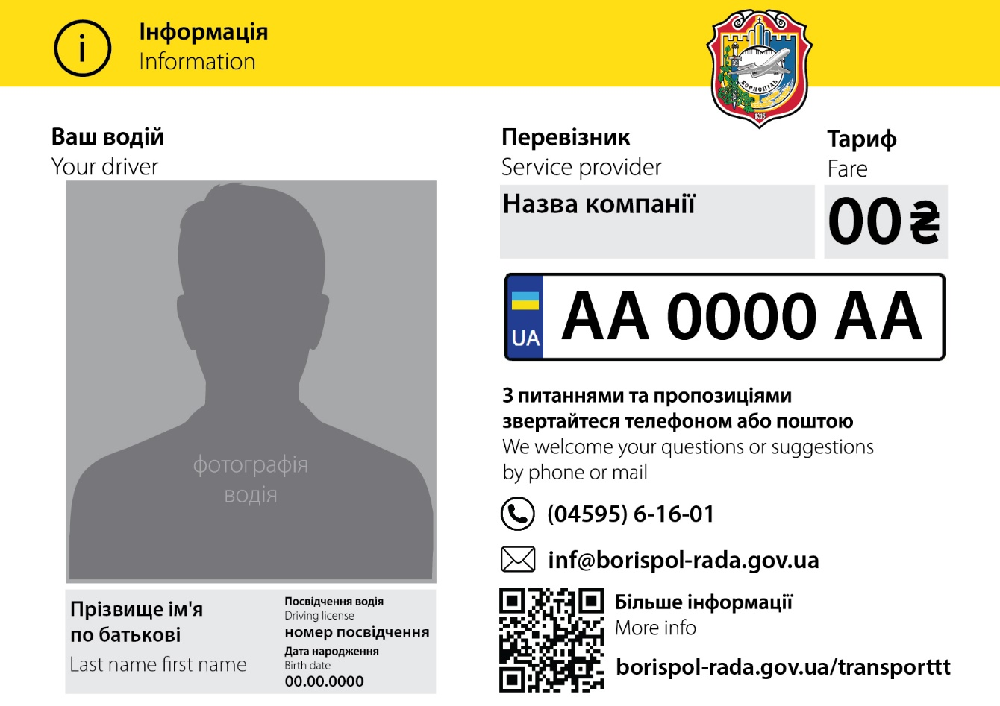 Інформація
Information
БОРИСПІЛЬ
1015
Ваш водій
Your driver
фотографія
водія
Прізвище ім'я
по батькові
Last name first name
Посвідчення водія
Driving license
номер посвідчення
Дата народження
Birth date
00.00.0000
Перевізник
Service provider
Назва компанії
Тариф
Fare
00₴
UA
AA 0000 AA
З питаннями та пропозиціями
звертайтеся телефоном або поштою
We welcome your questions or suggestions
by phone or mail
(04595) 6-16-01
inf@borispol-rada.gov.ua
Більше інформації
More info
borispol-rada.gov.ua/transporttt